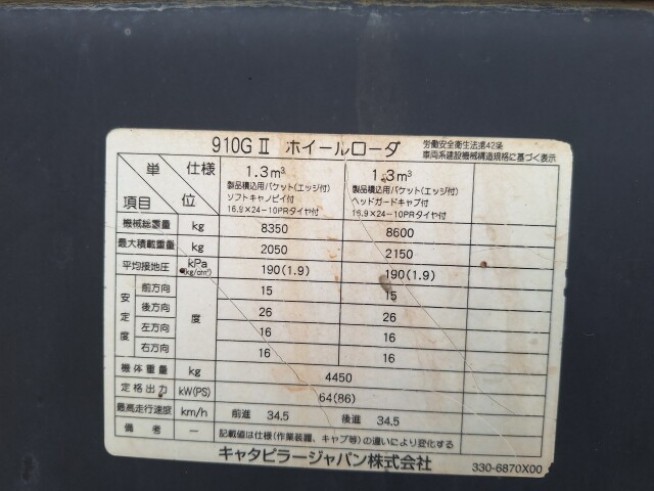 910G II ホイールローダ
労働安全衛生法第42条
車両系建設機械構造規格に基づく表示
単 仕様
項目 位
1.3m³
製品積込用バケット(エッジ付)
ソフトキャノピイ付
16.9×24-10PRタイヤ付
1.3m³
製品積込用バケット(エッジ付)
ヘッドガードキャブ付
16.9×24-10PRタイヤ付
機械総重量 kg 8350 8600
最大積載重量 kg 2050 2150
平均接地圧 kPa (kg/cm²) 190(1.9) 190(1.9)
安定度 前方向 度 15 15
後方向 26 26
左方向 16 16
右方向 16 16
機体重量 kg 4450
定格出力 kW(PS) 64(86)
最高走行速度 km/h 前進 34.5 後進 34.5
備考 — 記載値は仕様(作業装置、キャブ等)の違いにより変化する
キャタピラージャパン株式会社 330-6870X00